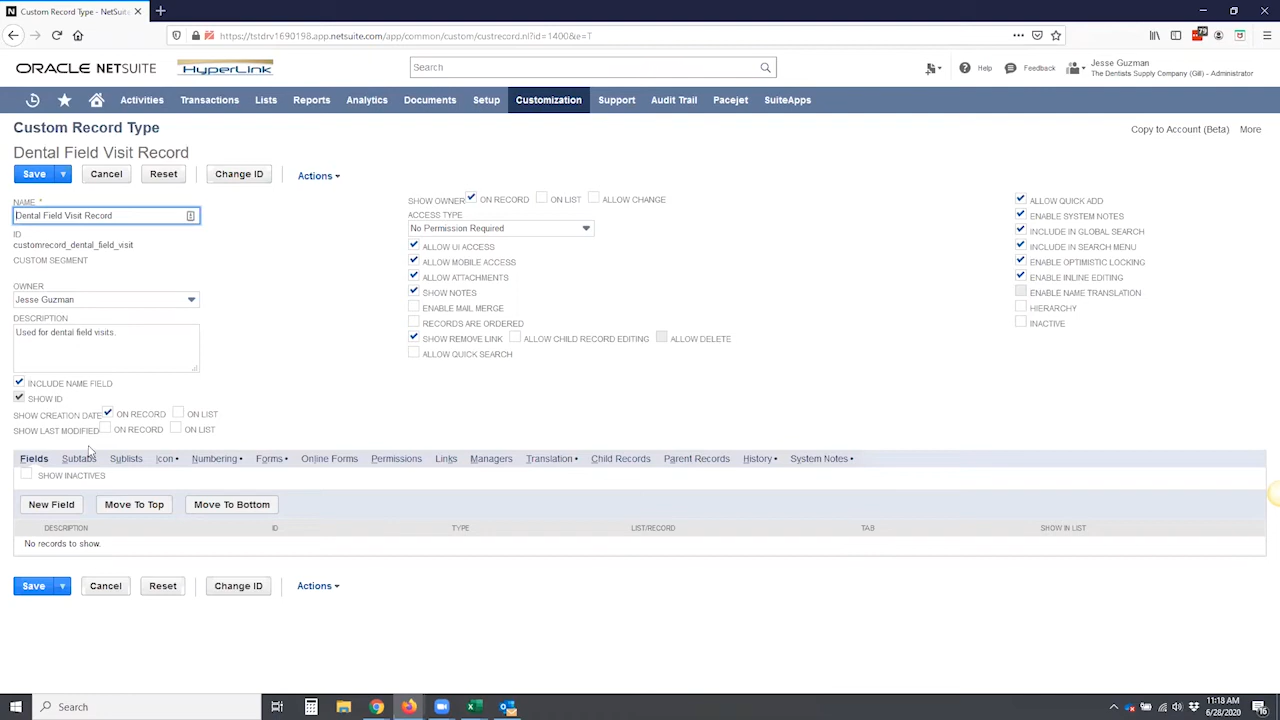 Custom Record Type - NetSuite
https://tstdrv1690198.app.netsuite.com/app/common/custom/custrecord.nl?id=1400&e=T
79
ORACLE NETSUITE
HyperLink
Search
Help
Feedback
Jesse Guzman
The Dentists Supply Company (Gill) - Administrator
Activities Transactions Lists Reports Analytics Documents Setup Customization Support Audit Trail Pacejet SuiteApps
Custom Record Type
Copy to Account (Beta) More
Dental Field Visit Record
Save Cancel Reset Change ID Actions
NAME *
Dental Field Visit Record
ID
customrecord_dental_field_visit
CUSTOM SEGMENT
OWNER
Jesse Guzman
DESCRIPTION
Used for dental field visits.
INCLUDE NAME FIELD
SHOW ID
SHOW CREATION DATE ON RECORD ON LIST
SHOW LAST MODIFIED ON RECORD ON LIST
SHOW OWNER ON RECORD ON LIST ALLOW CHANGE
ACCESS TYPE
No Permission Required
ALLOW UI ACCESS
ALLOW MOBILE ACCESS
ALLOW ATTACHMENTS
SHOW NOTES
ENABLE MAIL MERGE
RECORDS ARE ORDERED
SHOW REMOVE LINK ALLOW CHILD RECORD EDITING ALLOW DELETE
ALLOW QUICK SEARCH
ALLOW QUICK ADD
ENABLE SYSTEM NOTES
INCLUDE IN GLOBAL SEARCH
INCLUDE IN SEARCH MENU
ENABLE OPTIMISTIC LOCKING
ENABLE INLINE EDITING
ENABLE NAME TRANSLATION
HIERARCHY
INACTIVE
Fields Subtabs Sublists Icon • Numbering • Forms • Online Forms Permissions Links Managers Translation • Child Records Parent Records History • System Notes •
SHOW INACTIVES
New Field Move To Top Move To Bottom
DESCRIPTION ID TYPE LIST/RECORD TAB SHOW IN LIST
No records to show.
Save Cancel Reset Change ID Actions
Search
11:18 AM
6/28/2020
16